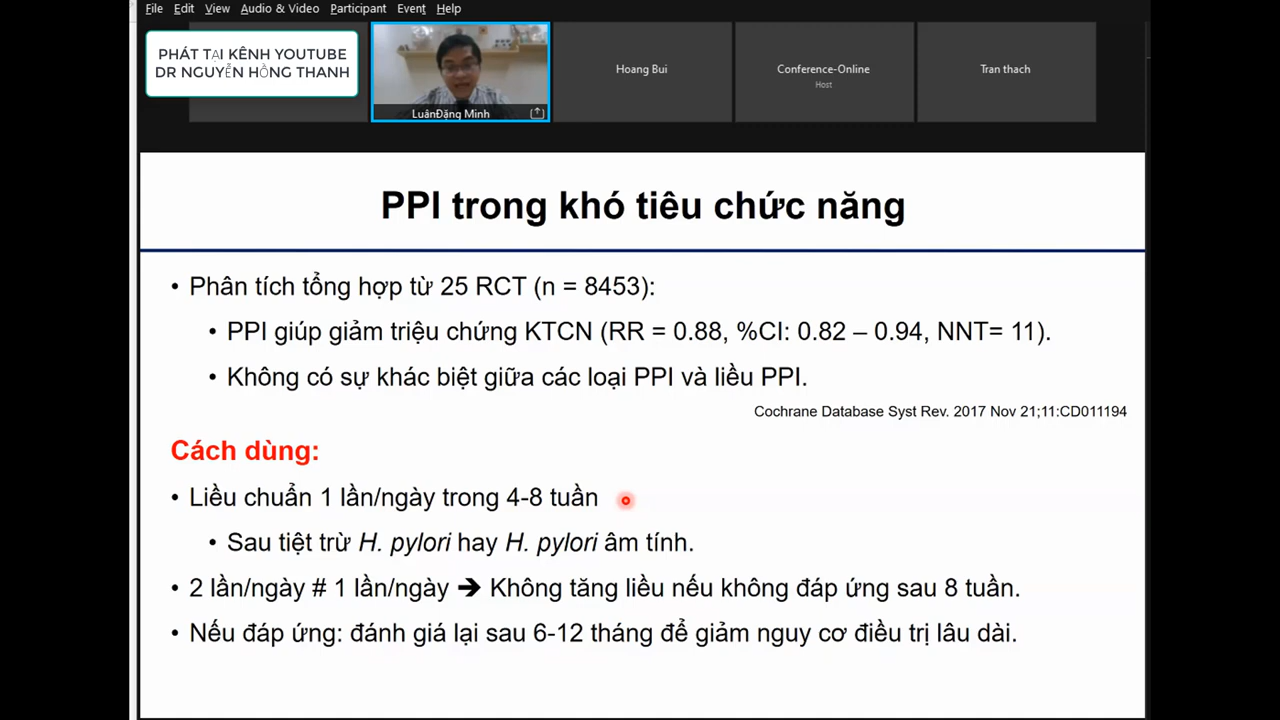 File Edit View Audio & Video Participant Event Help
PHÁT TẠI KÊNH YOUTUBE
DR NGUYỄN HỒNG THANH
LuânĐặng Minh
Hoang Bui
Conference-Online
Host
Tran thach
PPI trong khó tiêu chức năng
• Phân tích tổng hợp từ 25 RCT (n = 8453):
• PPI giúp giảm triệu chứng KTCN (RR = 0.88, %CI: 0.82 – 0.94, NNT= 11).
• Không có sự khác biệt giữa các loại PPI và liều PPI.
Cochrane Database Syst Rev. 2017 Nov 21;11:CD011194
Cách dùng:
• Liều chuẩn 1 lần/ngày trong 4-8 tuần
• Sau tiệt trừ H. pylori hay H. pylori âm tính.
• 2 lần/ngày # 1 lần/ngày ➔ Không tăng liều nếu không đáp ứng sau 8 tuần.
• Nếu đáp ứng: đánh giá lại sau 6-12 tháng để giảm nguy cơ điều trị lâu dài.